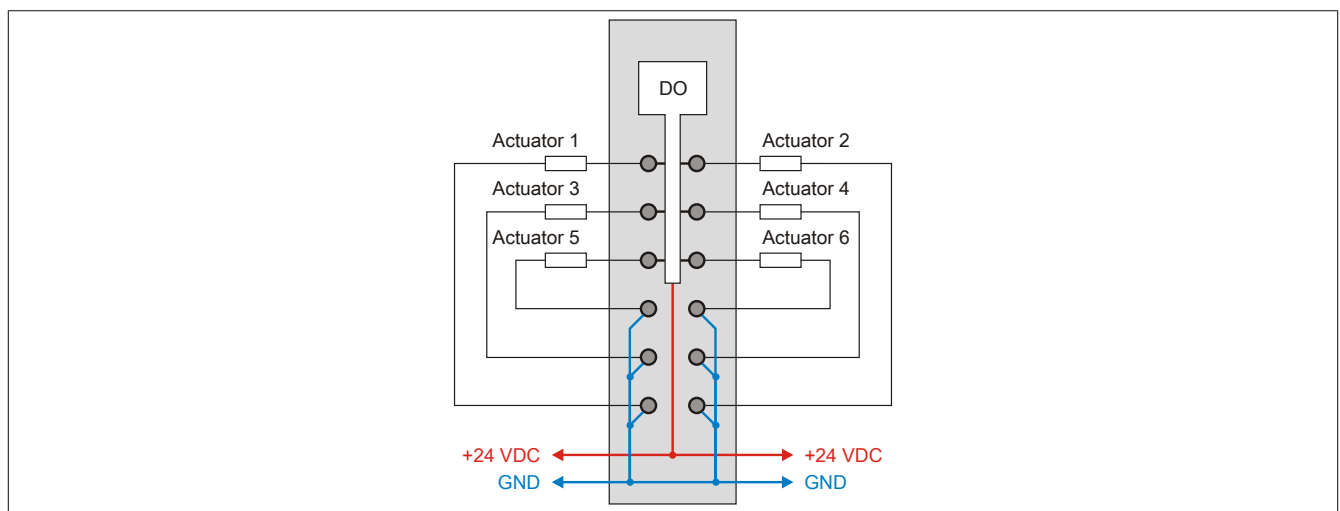 DO
Actuator 1
Actuator 2
Actuator 3
Actuator 4
Actuator 5
Actuator 6
+24 VDC
+24 VDC
GND
GND